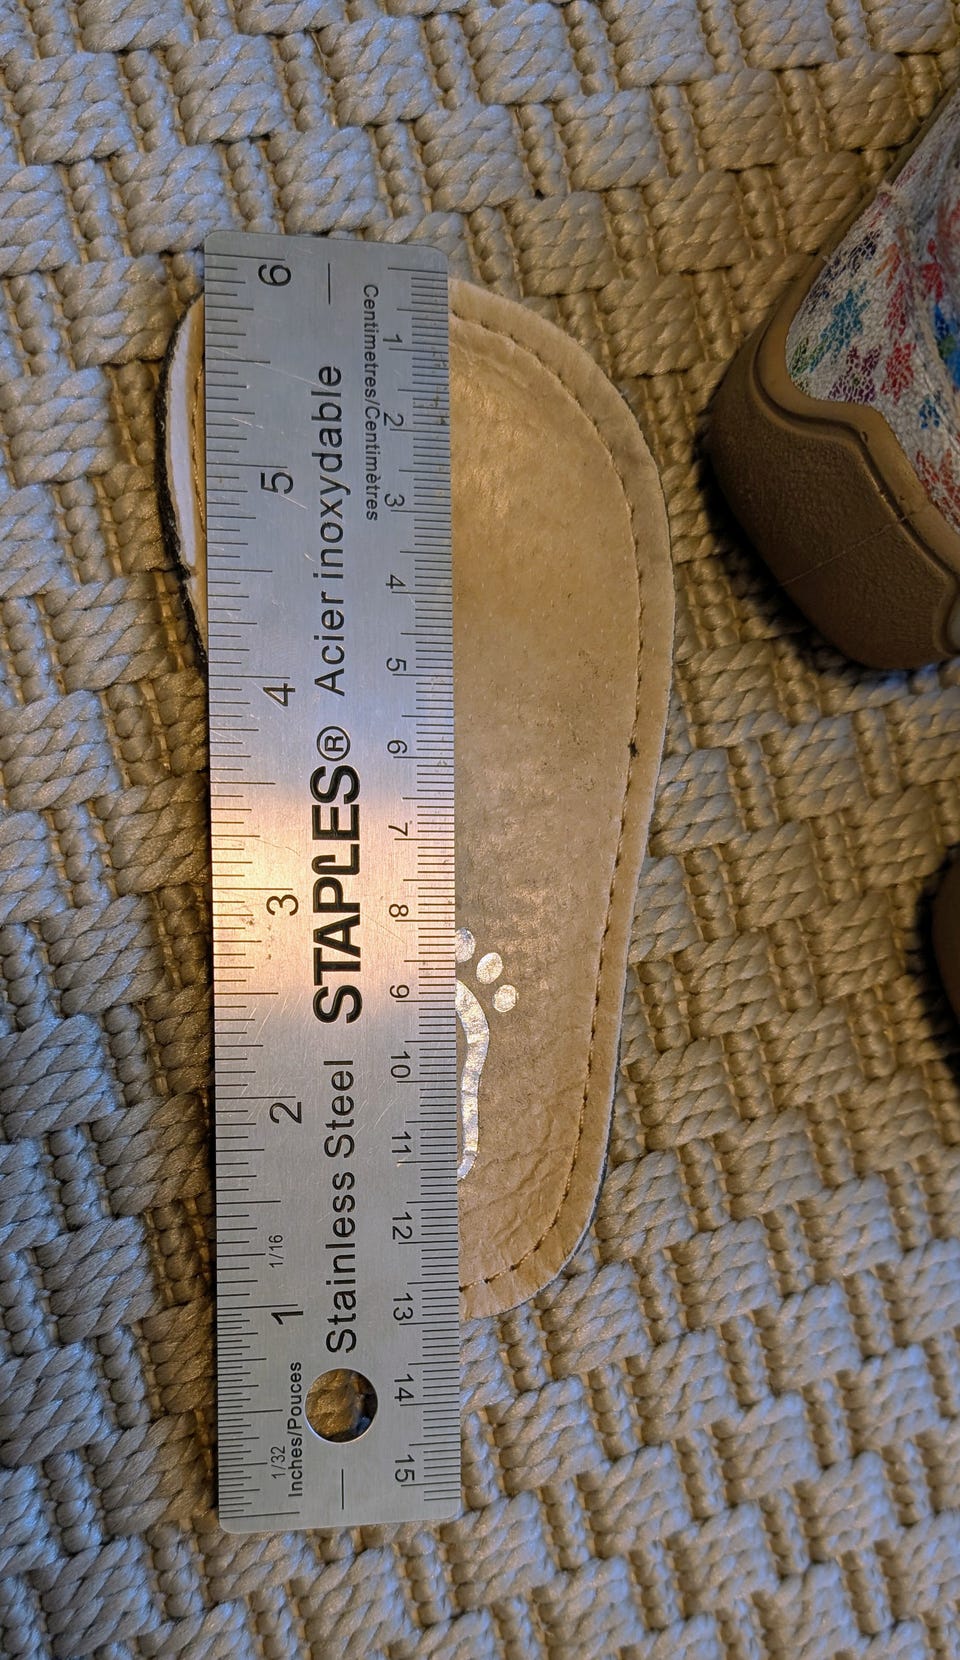 Centimetres/Centimètres
1 2 3 4 5 6 7 8 9 10 11 12 13 14 15
Stainless Steel STAPLES® Acier inoxydable
1/32 1 1/16 2 3 4 5 6
Inches/Pouces